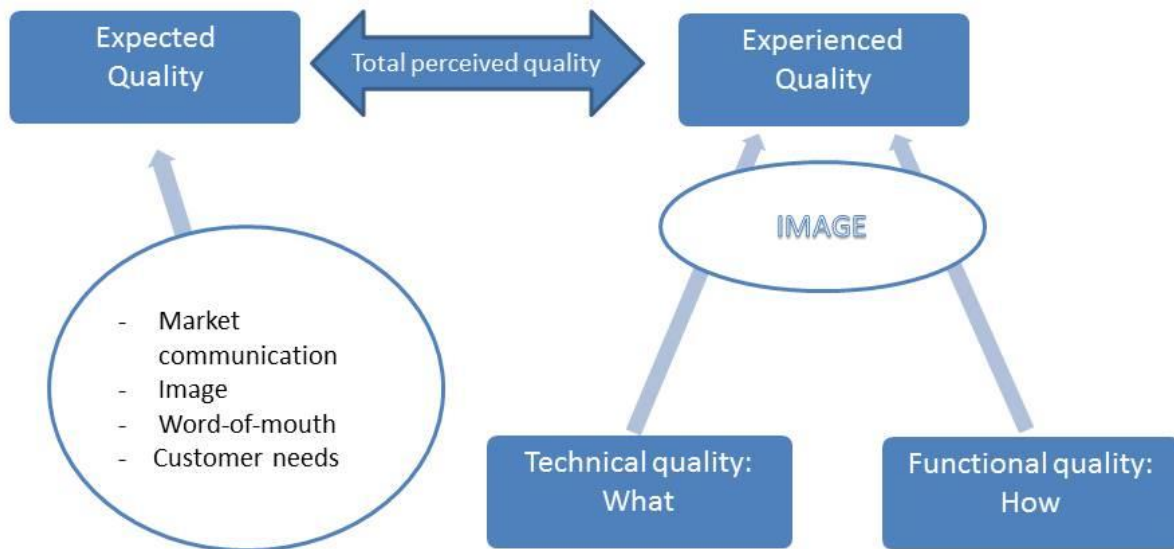 Expected
Quality
Total perceived quality
Experienced
Quality
IMAGE
- Market
communication
- Image
- Word-of-mouth
- Customer needs
Technical quality:
What
Functional quality:
How